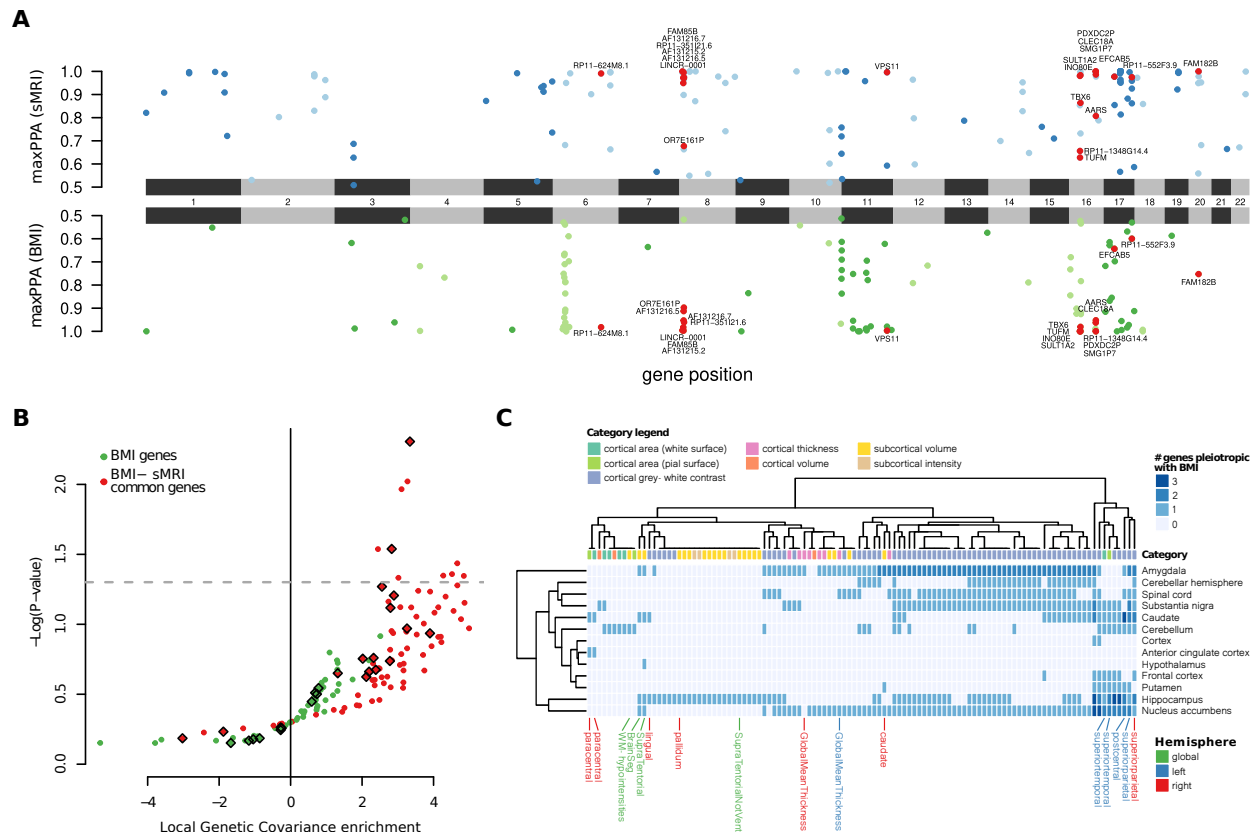 A
maxPPA (sMRI)
1.0
0.9
0.8
0.7
0.6
0.5
RP11−624M8.1
FAM85B
AF131216.7
RP11−351I21.6
AF131215.2
AF131216.5
LINCR−0001
OR7E161P
VPS11
PDXDC2P
CLEC18A
SMG1P7
SULT1A2
EFCAB5
INO80E
RP11−552F3.9
FAM182B
TBX6
AARS
RP11−1348G14.4
TUFM
1 2 3 4 5 6 7 8 9 10 11 12 13 14 15 16 17 18 19 20 21 22
maxPPA (BMI)
0.5
0.6
0.7
0.8
0.9
1.0
RP11−552F3.9
EFCAB5
FAM182B
OR7E161P
AF131216.5
AF131216.7
RP11−351I21.6
RP11−624M8.1
LINCR−0001
FAM85B
AF131215.2
VPS11
AARS
CLEC18A
TBX6
TUFM
INO80E
SULT1A2
RP11−1348G14.4
PDXDC2P
SMG1P7
gene position
B
−Log(P−value)
2.0
1.5
1.0
0.5
0.0
BMI genes
BMI− sMRI
common genes
−4 −2 0 2 4
Local Genetic Covariance enrichment
C
Category legend
cortical area (white surface)
cortical area (pial surface)
cortical grey- white contrast
cortical thickness
cortical volume
subcortical volume
subcortical intensity
# genes pleiotropic
with BMI
3
2
1
0
Category
Amygdala
Cerebellar hemisphere
Spinal cord
Substantia nigra
Caudate
Cerebellum
Cortex
Anterior cingulate cortex
Hypothalamus
Frontal cortex
Putamen
Hippocampus
Nucleus accumbens
paracentral
paracentral
WM- hypointensities
BrainSeg
SupraTentorial
lingual
pallidum
SupraTentorialNotVent
GlobalMeanThickness
GlobalMeanThickness
caudate
superiortemporal
superiortemporal
postcentral
superiorparietal
superiorparietal
Hemisphere
global
left
right